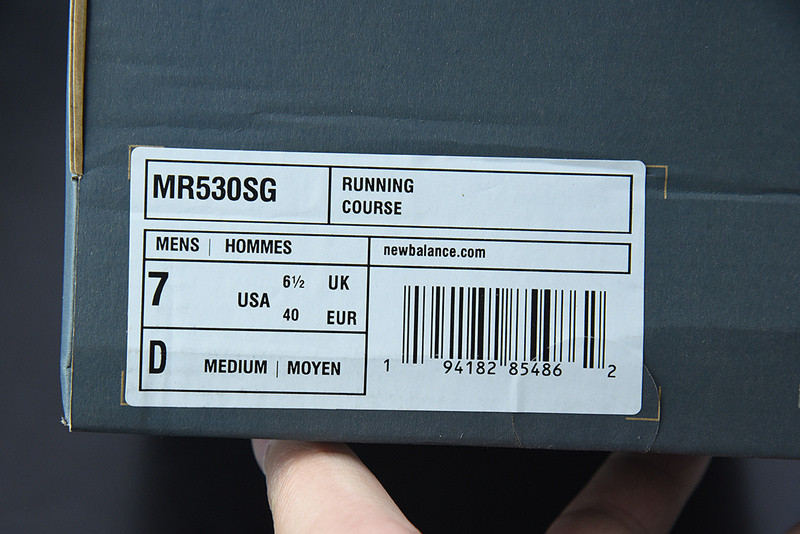 MR530SG
RUNNING
COURSE
MENS | HOMMES
newbalance.com
7
USA
6½ UK
40 EUR
D
MEDIUM | MOYEN
1 94182 85486 2